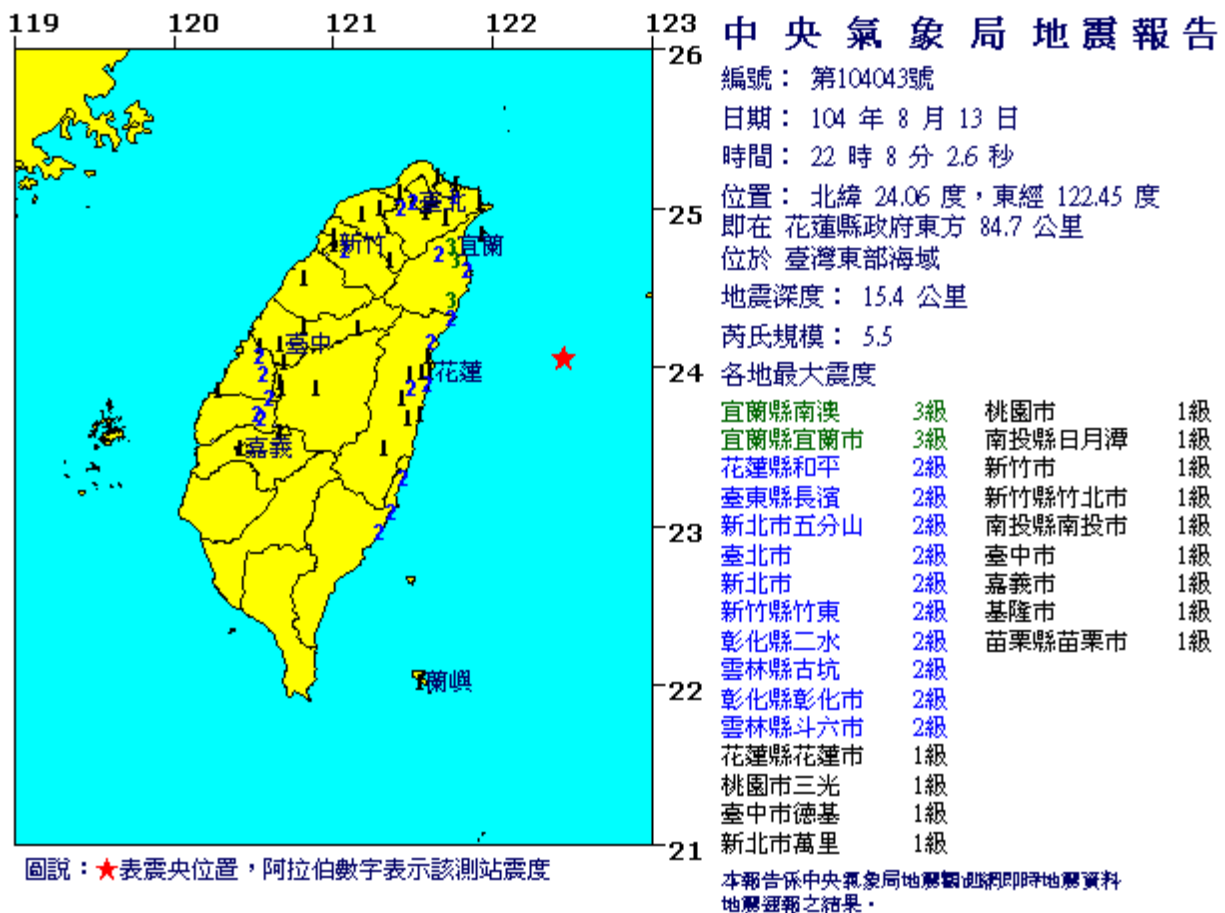 119 120 121 122 123
中央氣象局地震報告
26
編號： 第104043號
日期： 104 年 8 月 13 日
時間： 22 時 8 分 2.6 秒
位置： 北緯 24.06 度，東經 122.45 度
即在 花蓮縣政府東方 84.7 公里
位於 臺灣東部海域
地震深度： 15.4 公里
芮氏規模： 5.5
各地最大震度
臺北
25
新竹
宜蘭
臺中
花蓮
24
嘉義
23
蘭嶼
22
21
宜蘭縣南澳 3級 桃園市 1級
宜蘭縣宜蘭市 3級 南投縣日月潭 1級
花蓮縣和平 2級 新竹市 1級
臺東縣長濱 2級 新竹縣竹北市 1級
新北市五分山 2級 南投縣南投市 1級
臺北市 2級 臺中市 1級
新北市 2級 嘉義市 1級
新竹縣竹東 2級 基隆市 1級
彰化縣二水 2級 苗栗縣苗栗市 1級
雲林縣古坑 2級
彰化縣彰化市 2級
雲林縣斗六市 2級
花蓮縣花蓮市 1級
桃園市三光 1級
臺中市德基 1級
新北市萬里 1級
圖說：★表震央位置，阿拉伯數字表示該測站震度
本報告係中央氣象局地震觀測網即時地震資料
地震速報之結果。